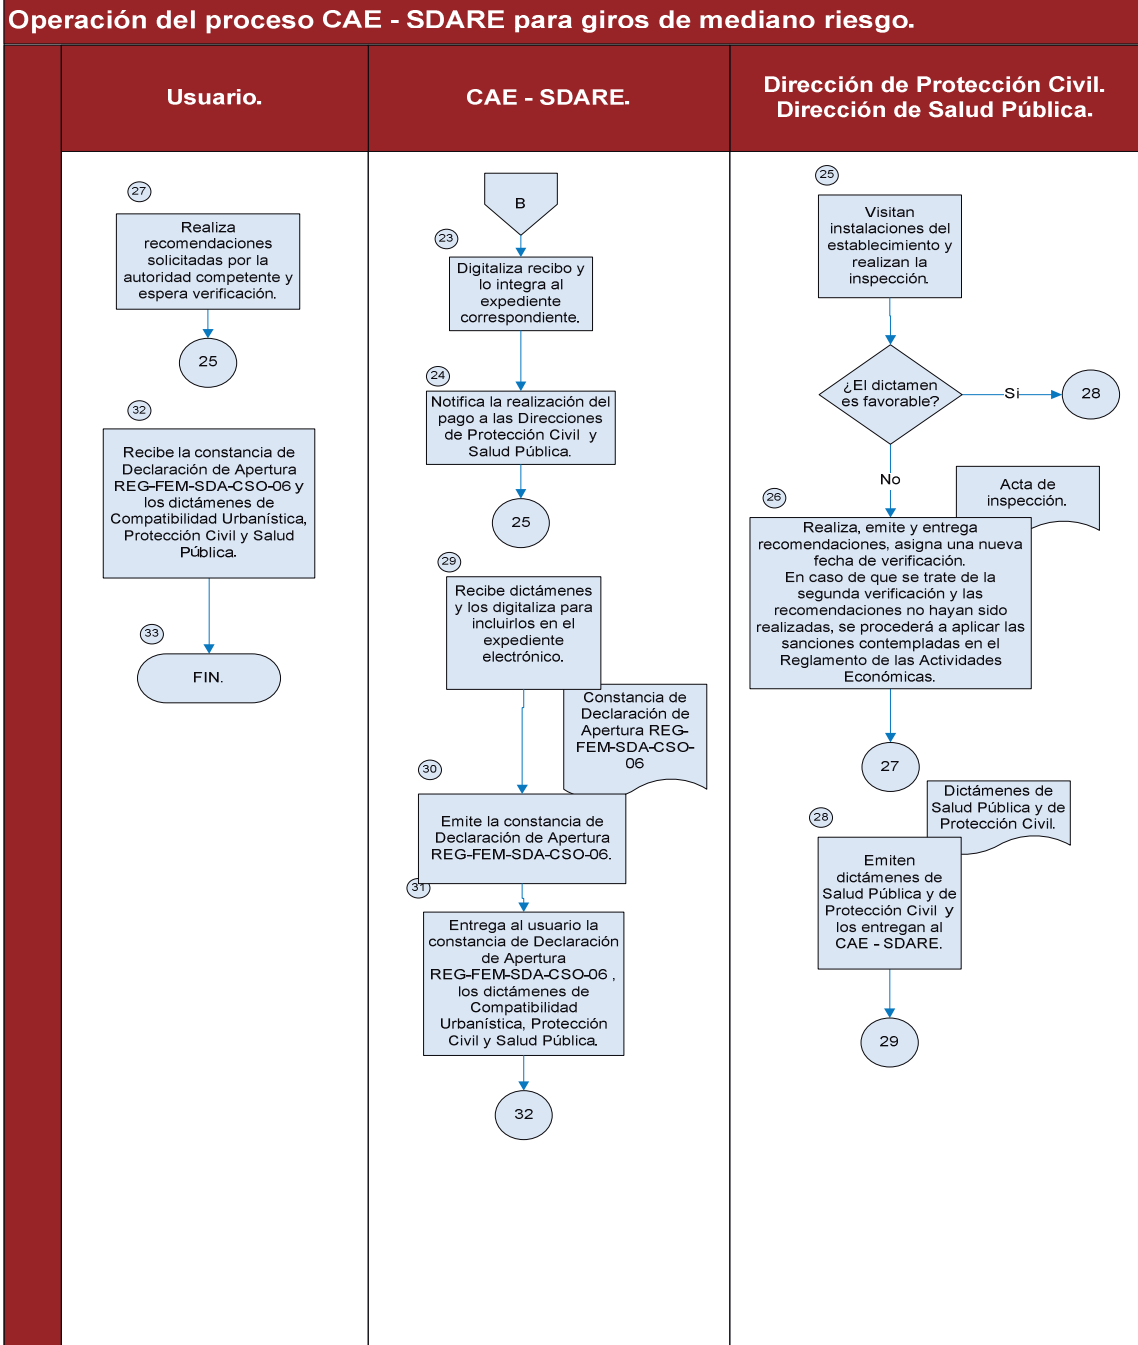 Operación del proceso CAE - SDARE para giros de mediano riesgo.
Usuario.
CAE - SDARE.
Dirección de Protección Civil.
Dirección de Salud Pública.
27
Realiza
recomendaciones
solicitadas por la
autoridad competente y
espera verificación.
25
32
Recibe la constancia de
Declaración de Apertura
REG-FEM-SDA-CSO-06 y
los dictámenes de
Compatibilidad Urbanística,
Protección Civil y Salud
Pública.
33
FIN.
B
23
Digitaliza recibo y
lo integra al
expediente
correspondiente.
24
Notifica la realización del
pago a las Direcciones
de Protección Civil y
Salud Pública.
25
29
Recibe dictámenes
y los digitaliza para
incluirlos en el
expediente
electrónico.
Constancia de
Declaración de
Apertura REG-
FEM-SDA-CSO-
06
30
Emite la constancia de
Declaración de Apertura
REG-FEM-SDA-CSO-06.
31
Entrega al usuario la
constancia de Declaración
de Apertura
REG-FEM-SDA-CSO-06 ,
los dictámenes de
Compatibilidad
Urbanística, Protección
Civil y Salud Pública.
32
25
Visitan
instalaciones del
establecimiento y
realizan la
inspección.
¿El dictamen
es favorable?
Si
28
No
Acta de
inspección.
26
Realiza, emite y entrega
recomendaciones, asigna una nueva
fecha de verificación.
En caso de que se trate de la
segunda verificación y las
recomendaciones no hayan sido
realizadas, se procederá a aplicar las
sanciones contempladas en el
Reglamento de las Actividades
Económicas.
27
Dictámenes de
Salud Pública y de
Protección Civil.
28
Emiten
dictámenes de
Salud Pública y de
Protección Civil y
los entregan al
CAE - SDARE.
29